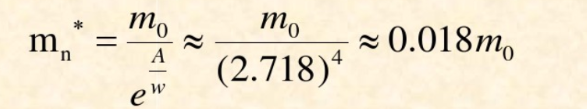 mₙ* = m₀ / e^(A/w) ≈ m₀ / (2.718)⁴ ≈ 0.018m₀